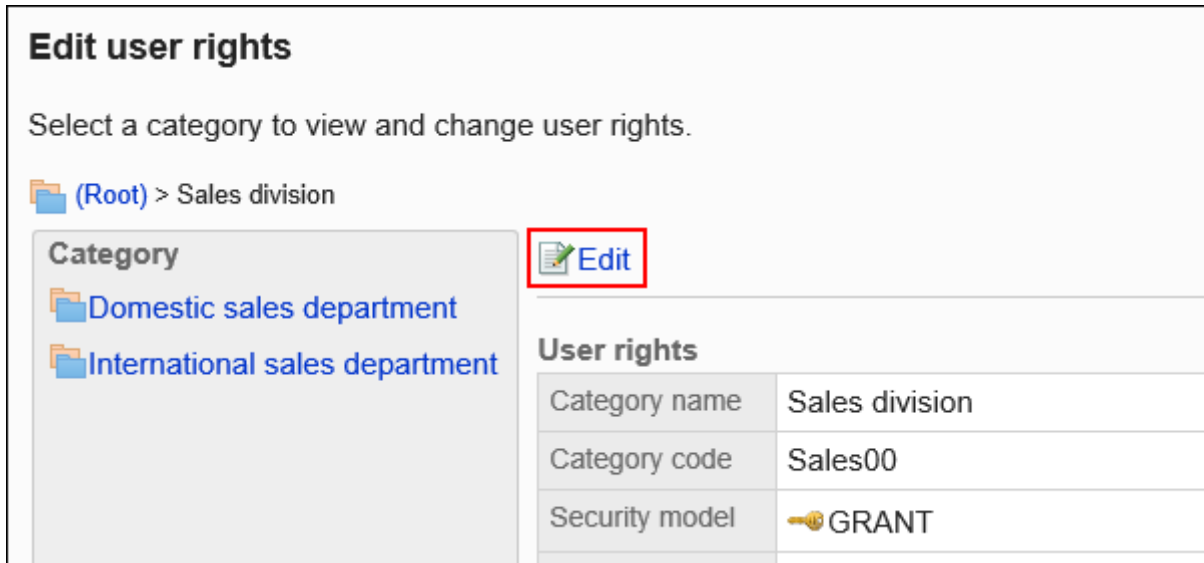 Edit user rights
Select a category to view and change user rights.
(Root) > Sales division
Category
Domestic sales department
International sales department
Edit
User rights
Category name Sales division
Category code Sales00
Security model GRANT